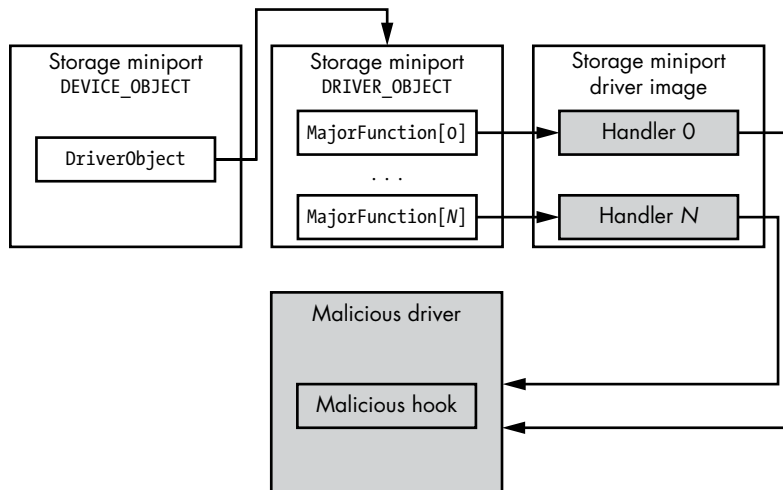 Storage miniport
DEVICE_OBJECT
DriverObject
Storage miniport
DRIVER_OBJECT
MajorFunction[0]
...
MajorFunction[N]
Storage miniport
driver image
Handler 0
Handler N
Malicious driver
Malicious hook